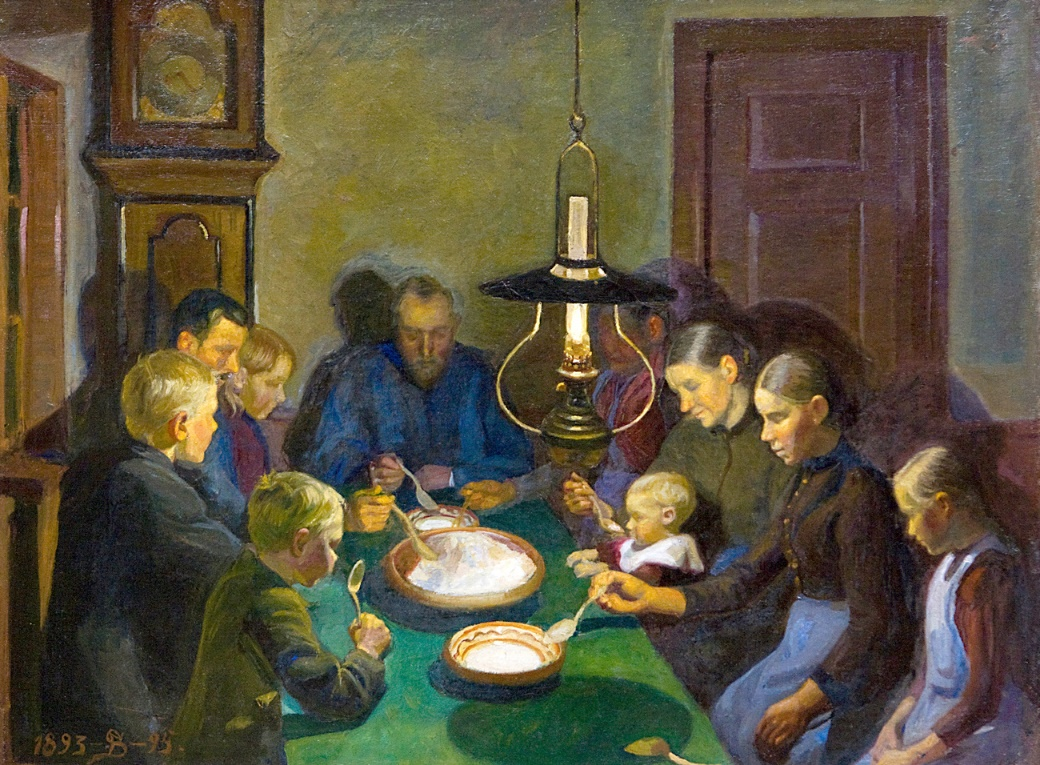 1893 – – 95.